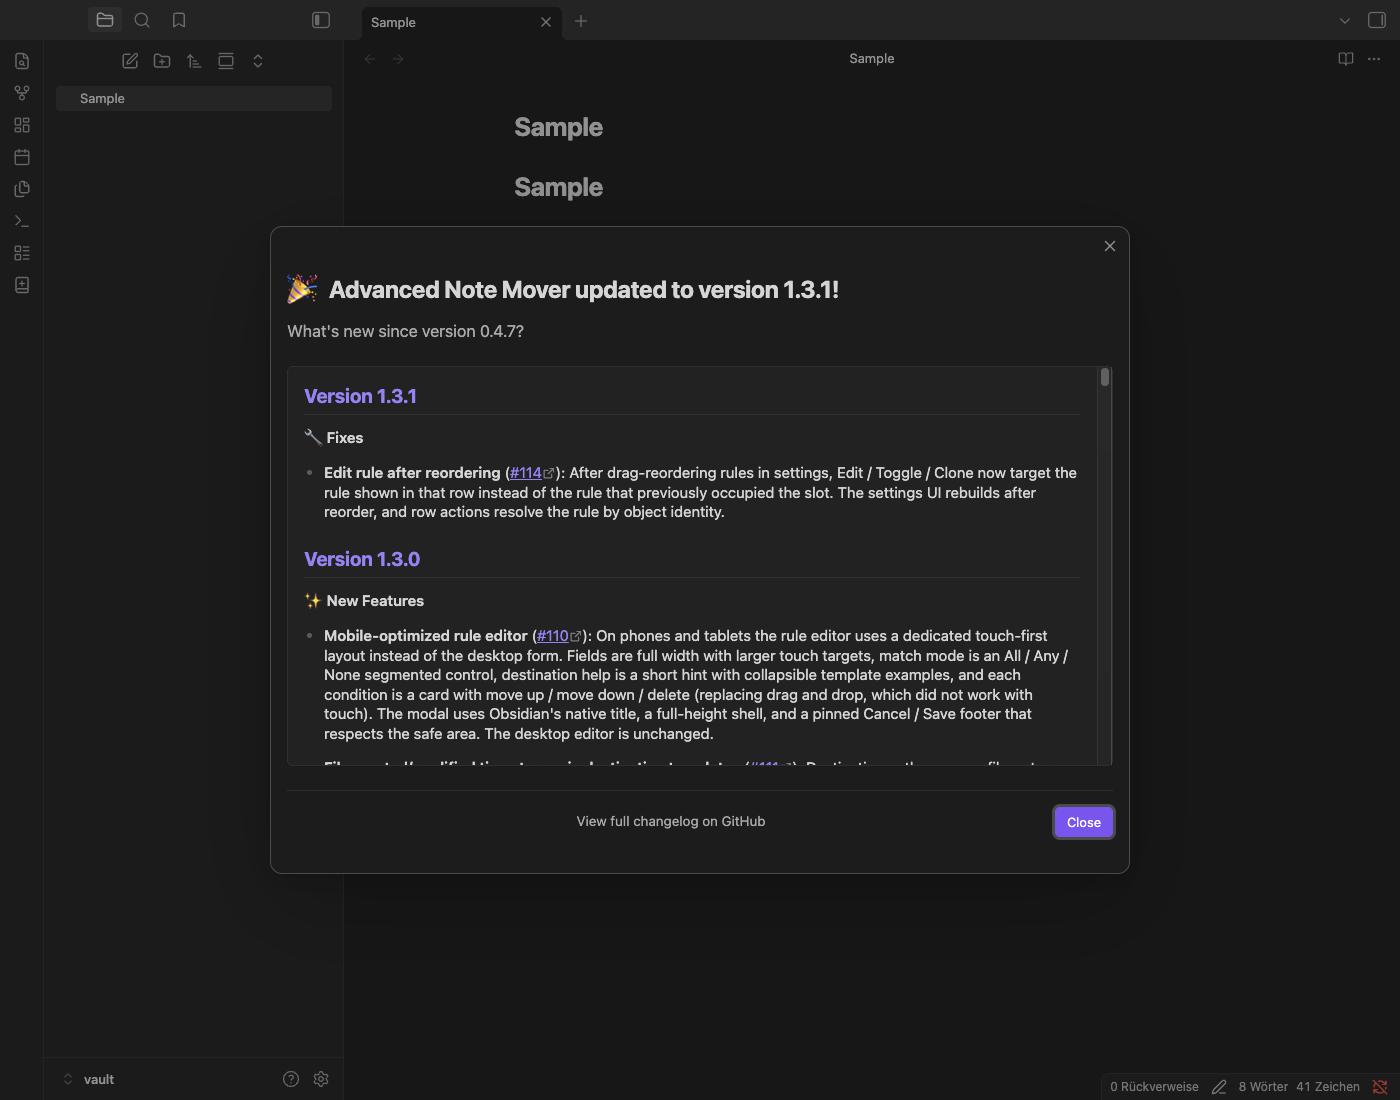 Sample
Sample
Sample
Sample
Sample
Advanced Note Mover updated to version 1.3.1!
What's new since version 0.4.7?
Version 1.3.1
Fixes
Edit rule after reordering (#114): After drag-reordering rules in settings, Edit / Toggle / Clone now target the
rule shown in that row instead of the rule that previously occupied the slot. The settings UI rebuilds after
reorder, and row actions resolve the rule by object identity.
Version 1.3.0
New Features
Mobile-optimized rule editor (#110): On phones and tablets the rule editor uses a dedicated touch-first
layout instead of the desktop form. Fields are full width with larger touch targets, match mode is an All / Any /
None segmented control, destination help is a short hint with collapsible template examples, and each
condition is a card with move up / move down / delete (replacing drag and drop, which did not work with
touch). The modal uses Obsidian's native title, a full-height shell, and a pinned Cancel / Save footer that
respects the safe area. The desktop editor is unchanged.
View full changelog on GitHub
Close
vault
0 Rückverweise
8 Wörter
41 Zeichen